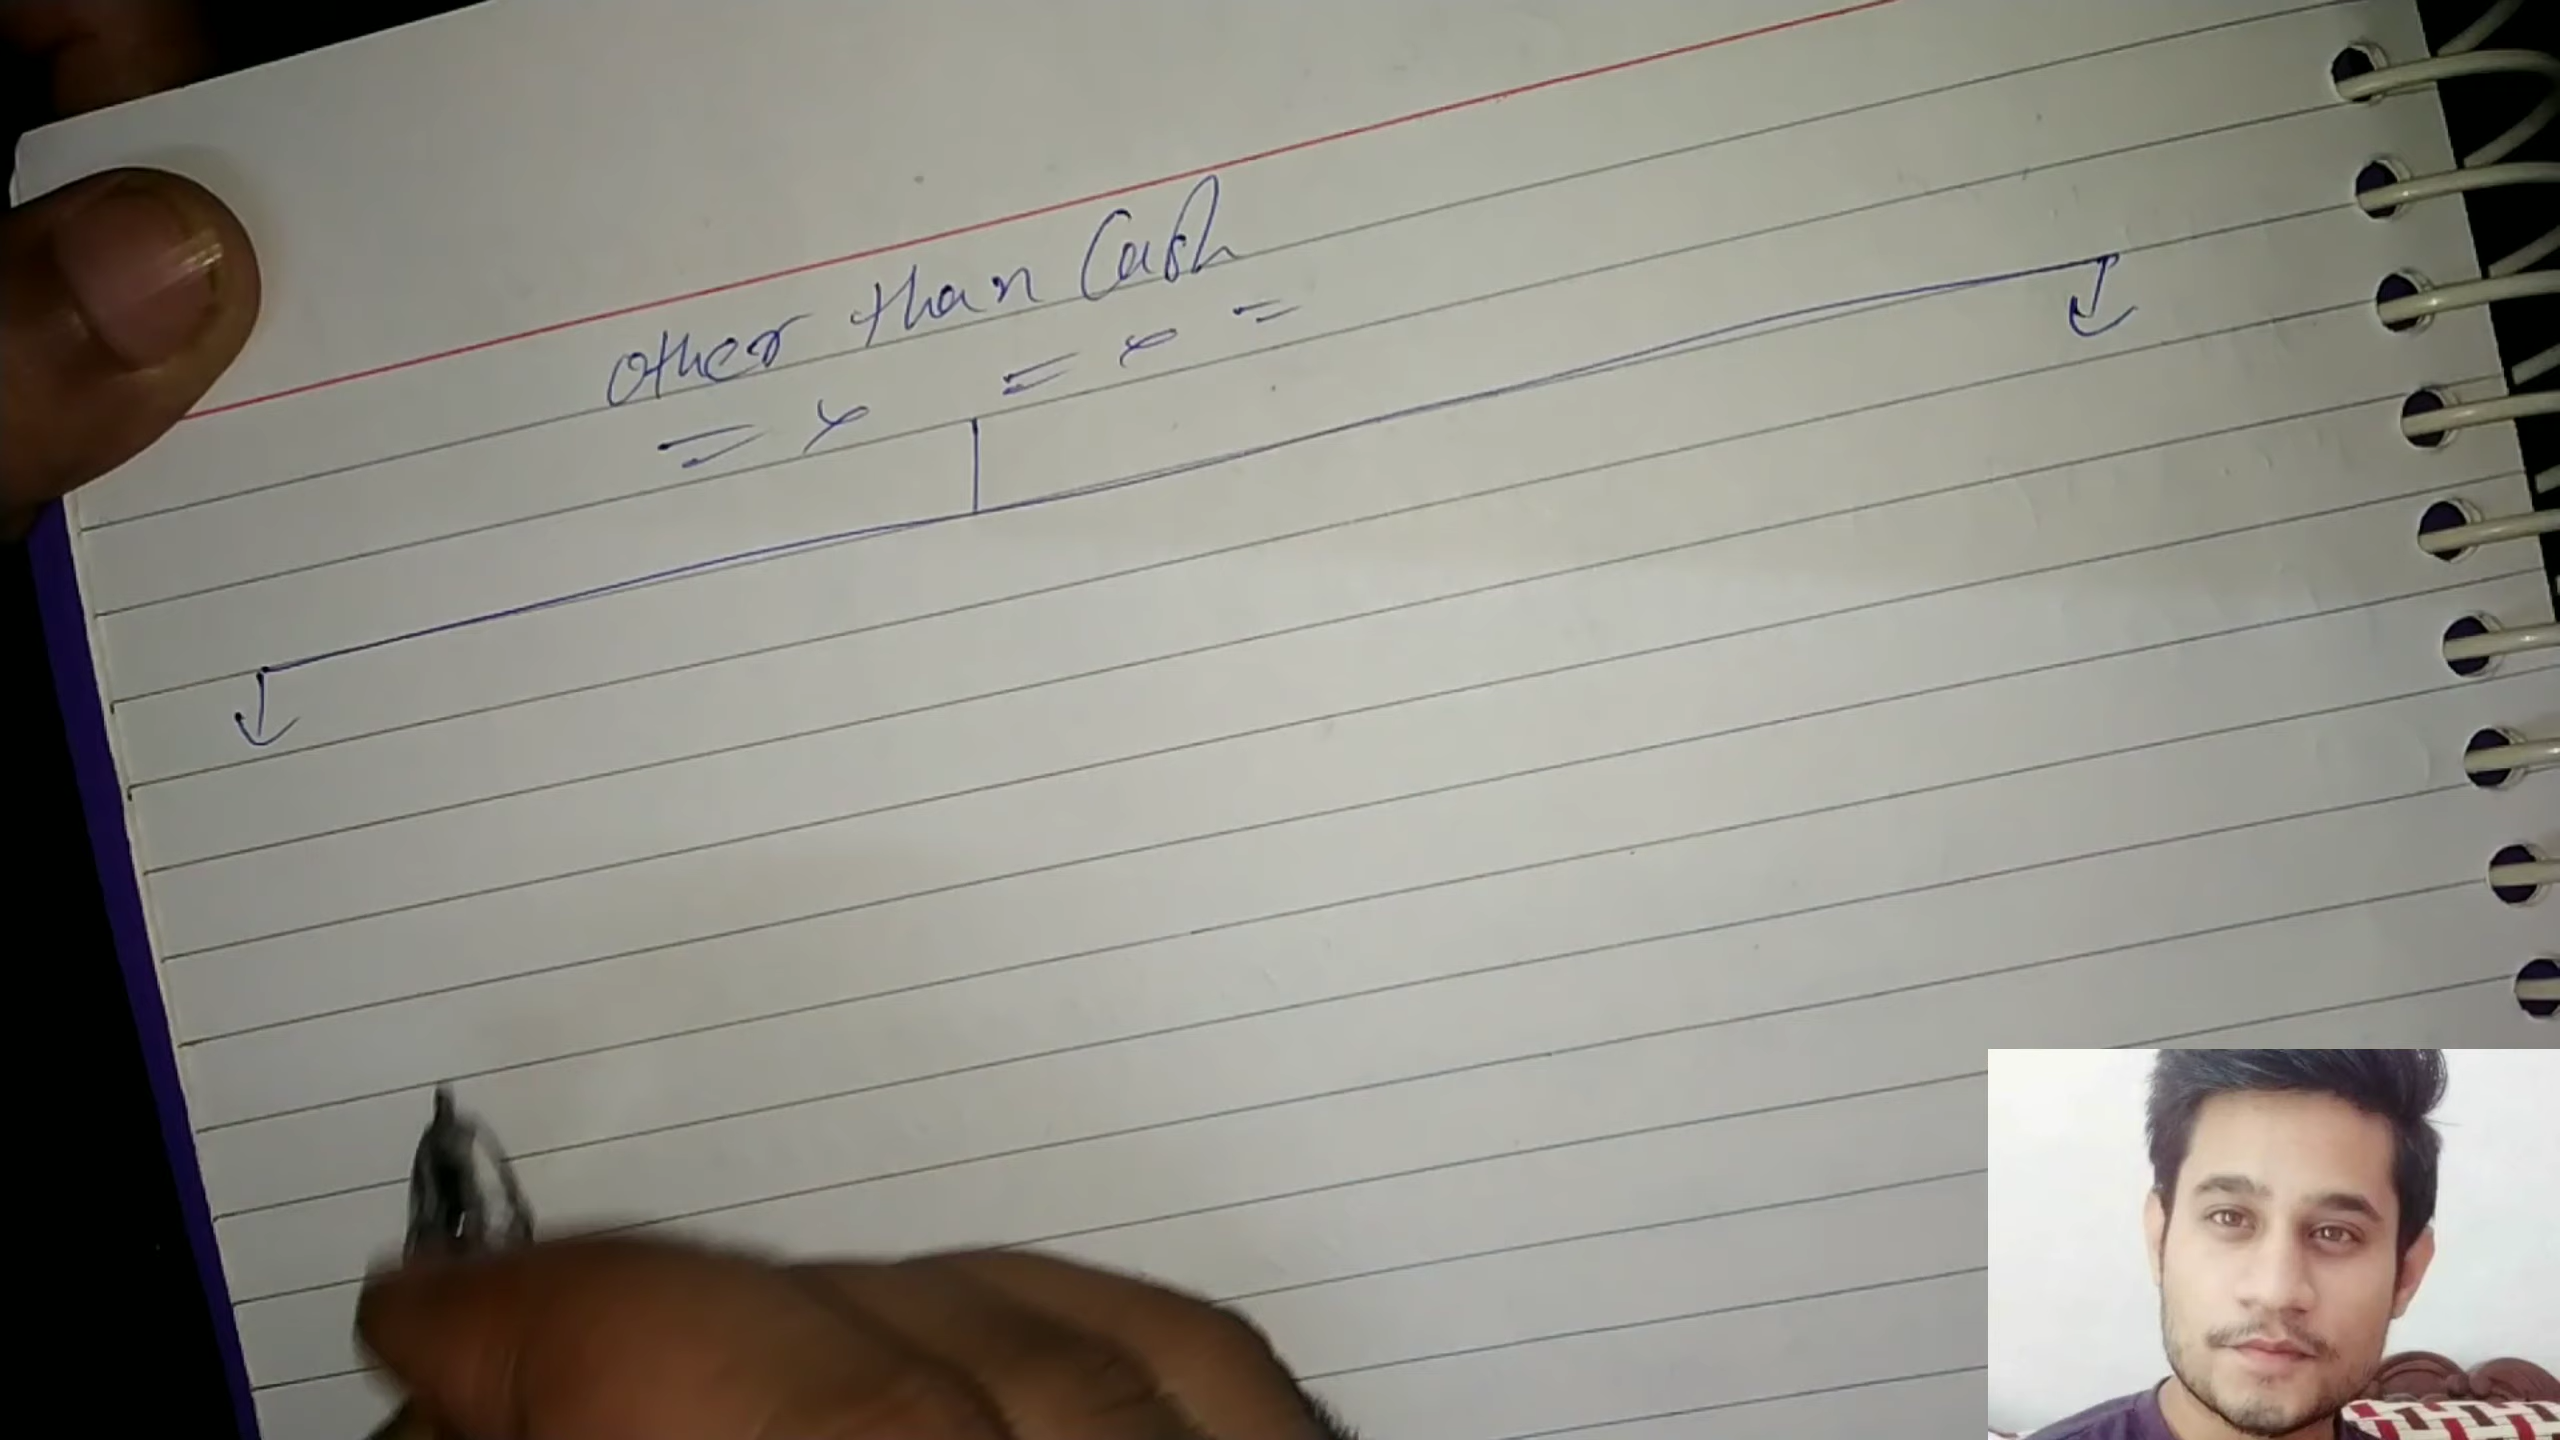 Other than Cash
= x = x =